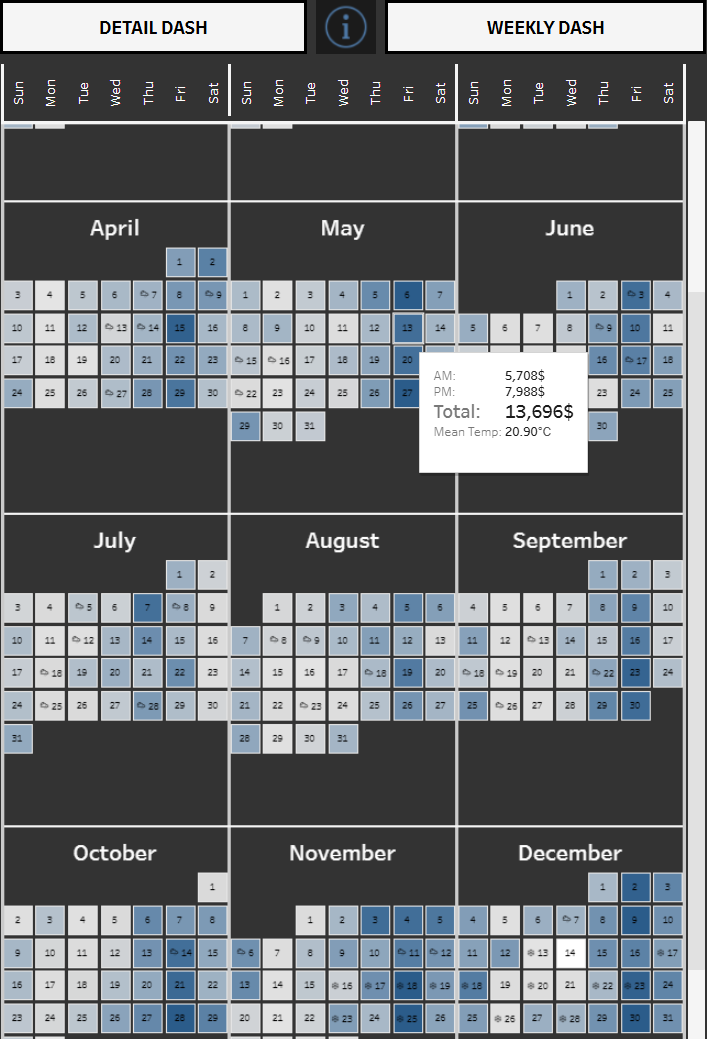 DETAIL DASH
i
WEEKLY DASH
Sun Mon Tue Wed Thu Fri Sat Sun Mon Tue Wed Thu Fri Sat Sun Mon Tue Wed Thu Fri Sat
April May June
1 2
3 4 5 6 7 8 9 1 2 3 4 5 6 7 1 2 3 4
10 11 12 13 14 15 16 8 9 10 11 12 13 14 5 6 7 8 9 10 11
17 18 19 20 21 22 23 15 16 17 18 19 20 16 17 18
24 25 26 27 28 29 30 22 23 24 25 26 27 23 24 25
29 30 31 30
AM: 5,708$
PM: 7,988$
Total: 13,696$
Mean Temp: 20.90°C
July August September
1 2 1 2 3
3 4 5 6 7 8 9 1 2 3 4 5 6 4 5 6 7 8 9 10
10 11 12 13 14 15 16 7 8 9 10 11 12 13 11 12 13 14 15 16 17
17 18 19 20 21 22 23 14 15 16 17 18 19 20 18 19 20 21 22 23 24
24 25 26 27 28 29 30 21 22 23 24 25 26 27 25 26 27 28 29 30
31 28 29 30 31
October November December
1 1 2 3
2 3 4 5 6 7 8 1 2 3 4 5 4 5 6 7 8 9 10
9 10 11 12 13 14 15 6 7 8 9 10 11 12 11 12 13 14 15 16 17
16 17 18 19 20 21 22 13 14 15 16 17 18 19 18 19 20 21 22 23 24
23 24 25 26 27 28 29 20 21 22 23 24 25 26 25 26 27 28 29 30 31